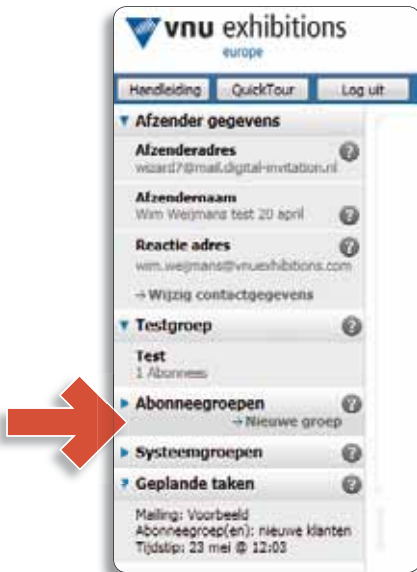 vnu exhibitions
europe
Handleiding QuickTour Log uit
Afzender gegevens
Afzenderadres
wizard7@mail.digital-invitation.nl
Afzendernaam
Wim Weijmans test 20 april
Reactie adres
wim.weijmans@vnuexhibitions.com
→Wijzig contactgegevens
Testgroep
Test
1 Abonnees
Abonneegroepen
→Nieuwe groep
Systeemgroepen
Geplande taken
Mailing: Voorbeeld
Abonneegroep(en): nieuwe klanten
Tijdstip: 23 mei @ 12:03